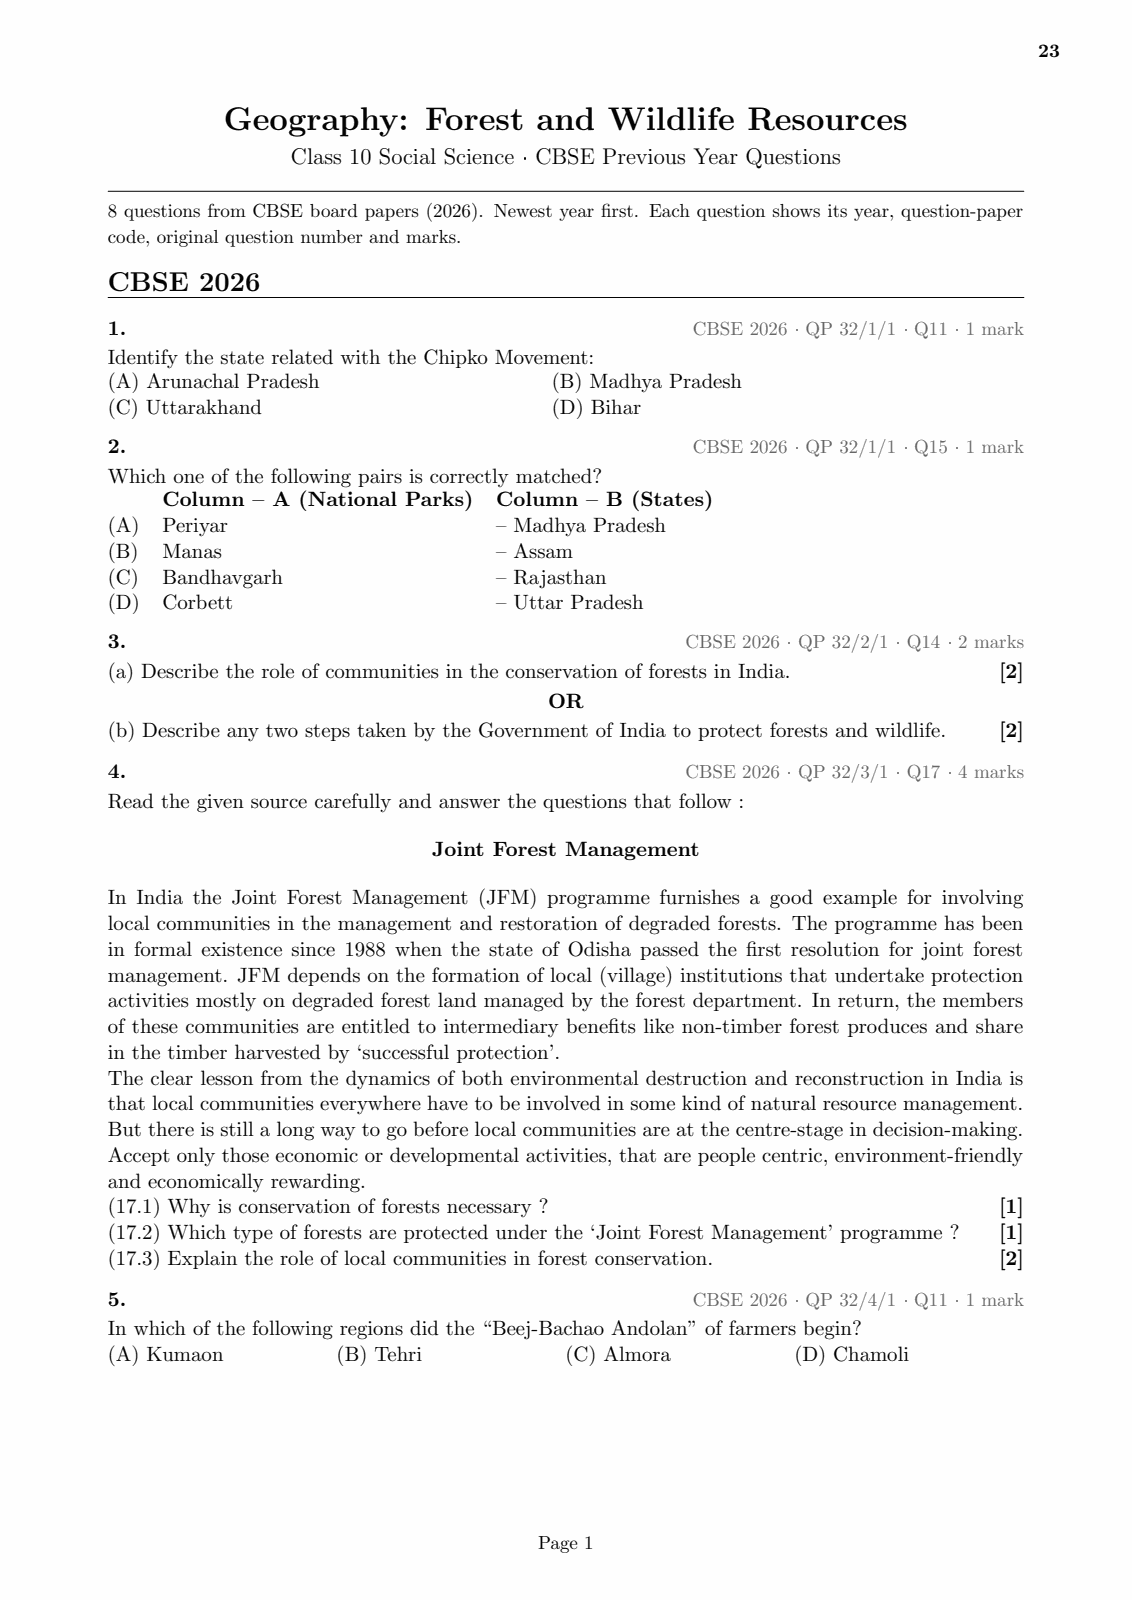 23
Geography: Forest and Wildlife Resources
Class 10 Social Science · CBSE Previous Year Questions
8 questions from CBSE board papers (2026). Newest year first. Each question shows its year, question-paper
code, original question number and marks.
CBSE 2026
1. CBSE 2026 · QP 32/1/1 · Q11 · 1 mark
Identify the state related with the Chipko Movement:
(A) Arunachal Pradesh (B) Madhya Pradesh
(C) Uttarakhand (D) Bihar
2. CBSE 2026 · QP 32/1/1 · Q15 · 1 mark
Which one of the following pairs is correctly matched?
Column – A (National Parks) Column – B (States)
(A) Periyar – Madhya Pradesh
(B) Manas – Assam
(C) Bandhavgarh – Rajasthan
(D) Corbett – Uttar Pradesh
3. CBSE 2026 · QP 32/2/1 · Q14 · 2 marks
(a) Describe the role of communities in the conservation of forests in India. [2]
OR
(b) Describe any two steps taken by the Government of India to protect forests and wildlife. [2]
4. CBSE 2026 · QP 32/3/1 · Q17 · 4 marks
Read the given source carefully and answer the questions that follow :
Joint Forest Management
In India the Joint Forest Management (JFM) programme furnishes a good example for involving
local communities in the management and restoration of degraded forests. The programme has been
in formal existence since 1988 when the state of Odisha passed the first resolution for joint forest
management. JFM depends on the formation of local (village) institutions that undertake protection
activities mostly on degraded forest land managed by the forest department. In return, the members
of these communities are entitled to intermediary benefits like non-timber forest produces and share
in the timber harvested by ‘successful protection’.
The clear lesson from the dynamics of both environmental destruction and reconstruction in India is
that local communities everywhere have to be involved in some kind of natural resource management.
But there is still a long way to go before local communities are at the centre-stage in decision-making.
Accept only those economic or developmental activities, that are people centric, environment-friendly
and economically rewarding.
(17.1) Why is conservation of forests necessary ? [1]
(17.2) Which type of forests are protected under the ‘Joint Forest Management’ programme ? [1]
(17.3) Explain the role of local communities in forest conservation. [2]
5. CBSE 2026 · QP 32/4/1 · Q11 · 1 mark
In which of the following regions did the “Beej-Bachao Andolan” of farmers begin?
(A) Kumaon (B) Tehri (C) Almora (D) Chamoli
Page 1